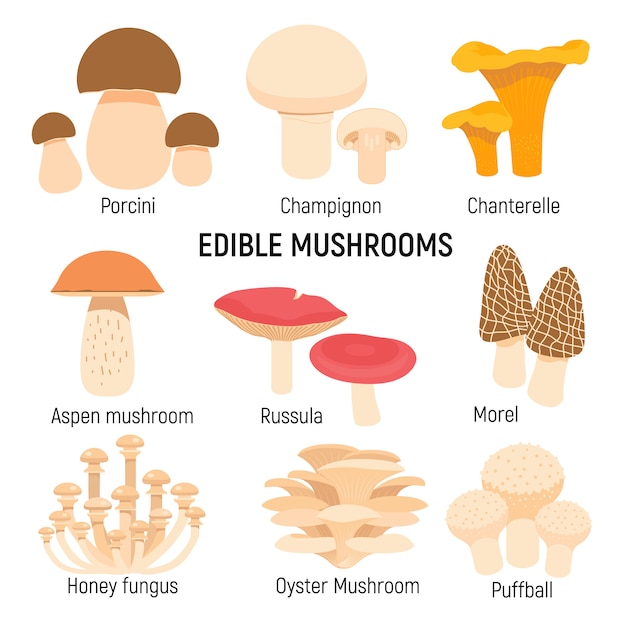 Porcini
Champignon
Chanterelle
EDIBLE MUSHROOMS
Aspen mushroom
Russula
Morel
Honey fungus
Oyster Mushroom
Puffball